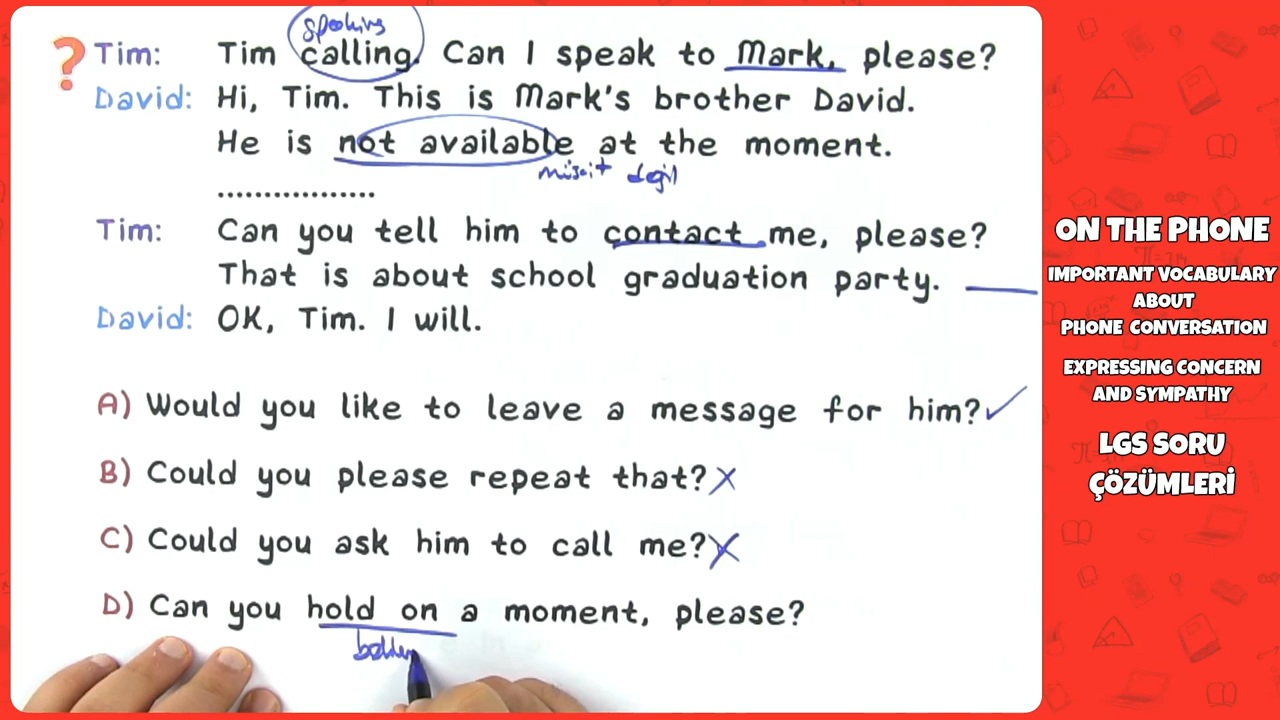 speaking
? Tim: Tim calling. Can I speak to Mark, please?
David: Hi, Tim. This is Mark's brother David.
He is not available at the moment.
müsait değil
.................
Tim: Can you tell him to contact me, please?
That is about school graduation party.
David: OK, Tim. I will.
A) Would you like to leave a message for him?
B) Could you please repeat that?
C) Could you ask him to call me?
D) Can you hold on a moment, please?
ON THE PHONE
IMPORTANT VOCABULARY
ABOUT
PHONE CONVERSATION
EXPRESSING CONCERN
AND SYMPATHY
LGS SORU
ÇÖZÜMLERİ